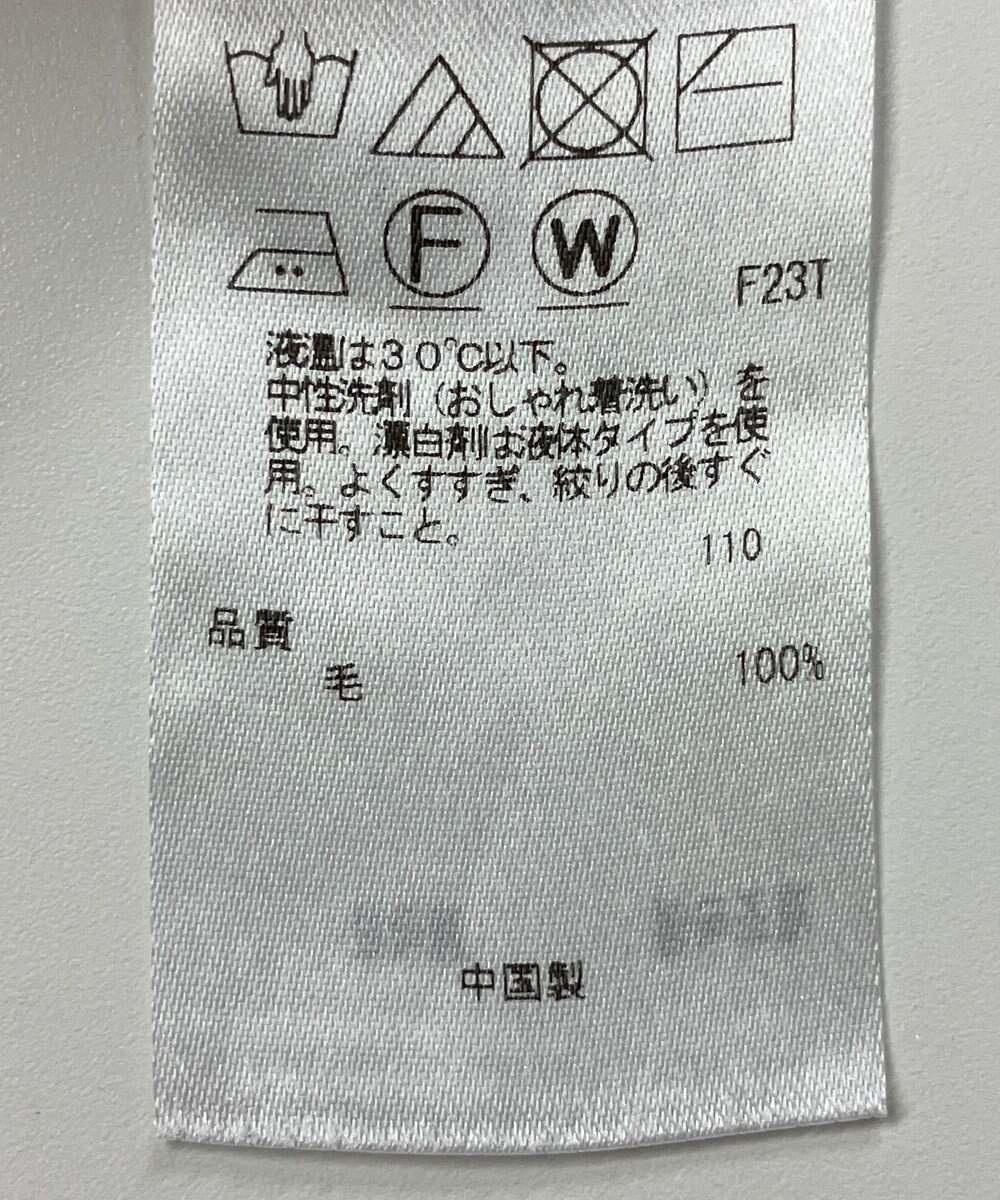 F W
F23T
液温は30℃以下。
中性洗剤（おしゃれ着洗い）を
使用。漂白剤は液体タイプを使
用。よくすすぎ、絞りの後すぐ
に干すこと。
110
品質
毛 100%
中国製